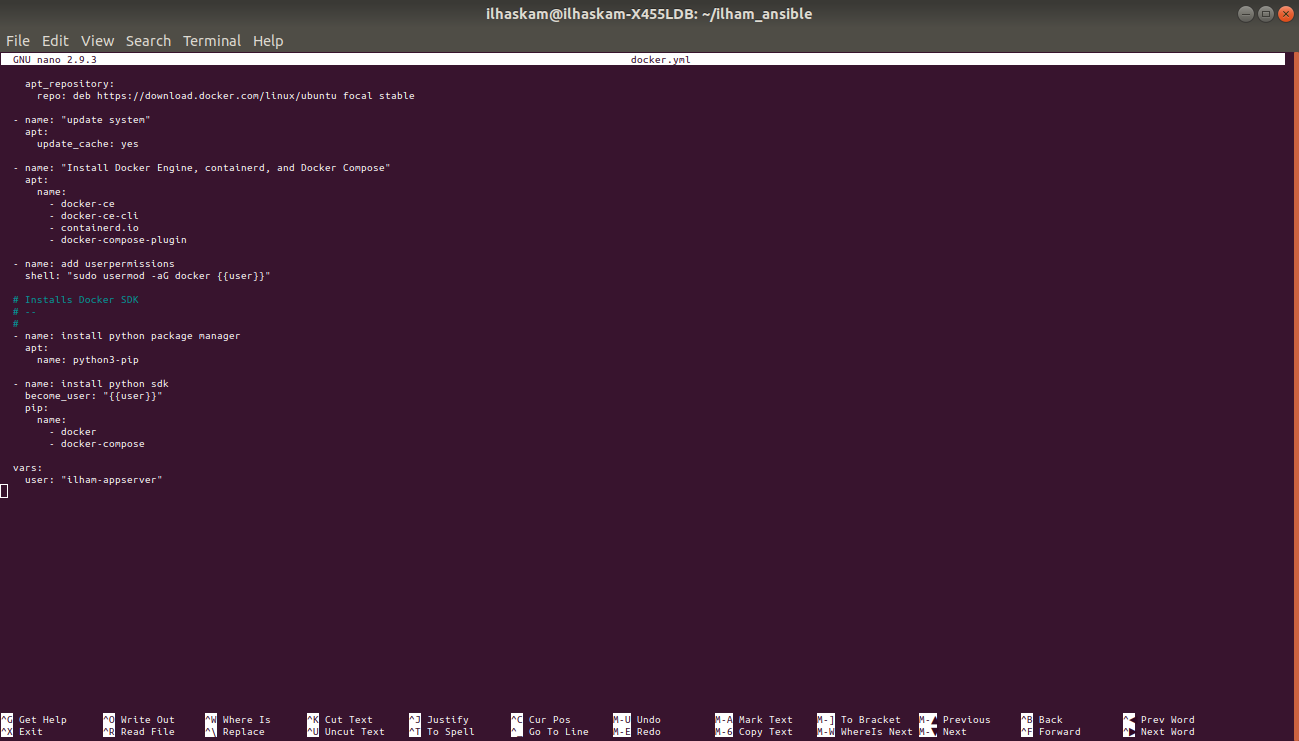 ilhaskam@ilhaskam-X455LDB: ~/ilham_ansible
File Edit View Search Terminal Help
GNU nano 2.9.3 docker.yml
apt_repository:
repo: deb https://download.docker.com/linux/ubuntu focal stable
- name: "update system"
apt:
update_cache: yes
- name: "Install Docker Engine, containerd, and Docker Compose"
apt:
name:
- docker-ce
- docker-ce-cli
- containerd.io
- docker-compose-plugin
- name: add userpermissions
shell: "sudo usermod -aG docker {{user}}"
# Installs Docker SDK
# --
#
- name: install python package manager
apt:
name: python3-pip
- name: install python sdk
become_user: "{{user}}"
pip:
name:
- docker
- docker-compose
vars:
user: "ilham-appserver"
^G Get Help ^O Write Out ^W Where Is ^K Cut Text ^J Justify ^C Cur Pos M-U Undo M-A Mark Text M-] To Bracket M-▲ Previous ^B Back ^◀ Prev Word
^X Exit ^R Read File ^\ Replace ^U Uncut Text ^T To Spell ^_ Go To Line M-E Redo M-6 Copy Text M-W WhereIs Next M-▼ Next ^F Forward ^▶ Next Word